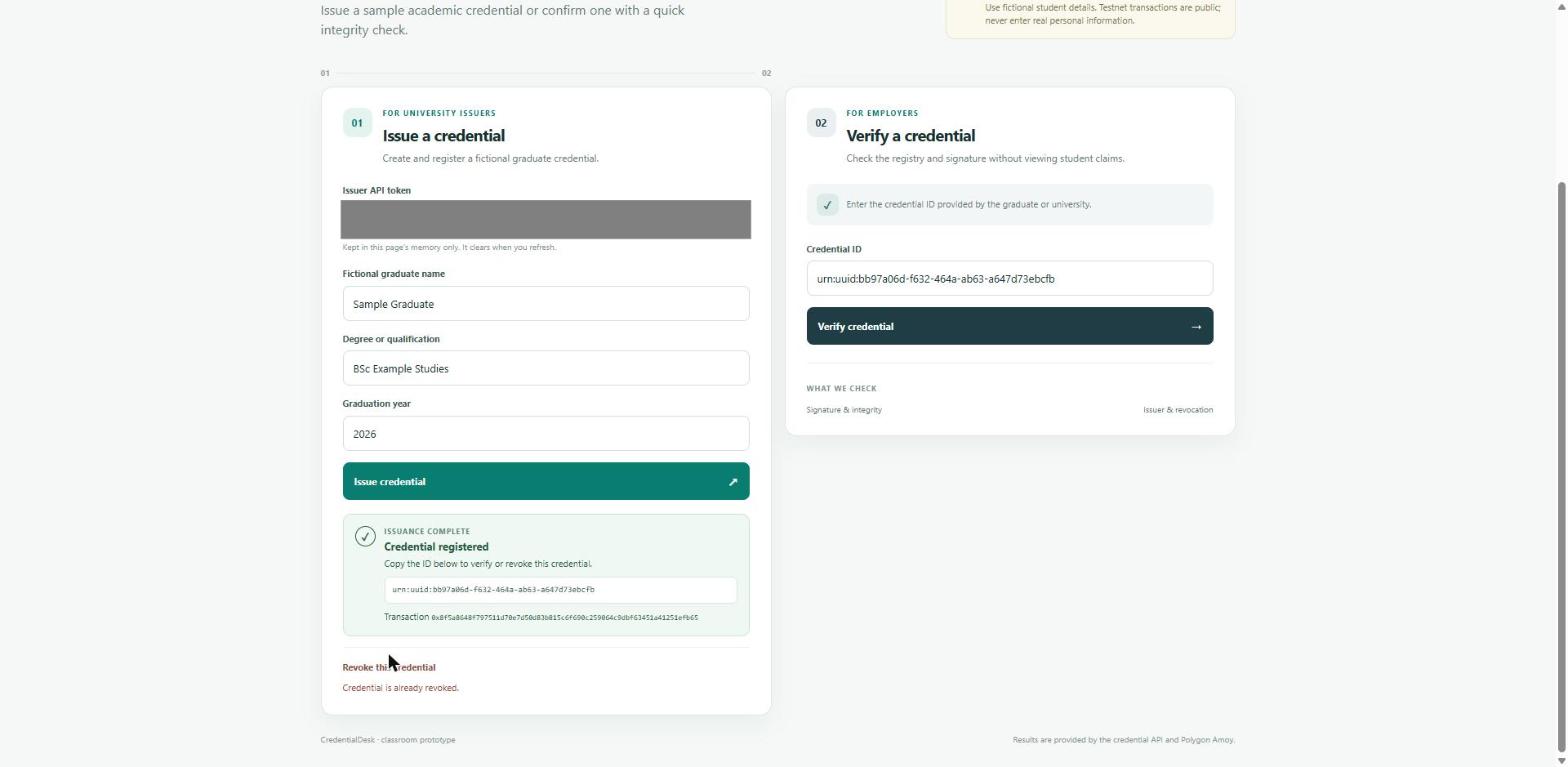 Issue a sample academic credential or confirm one with a quick
integrity check.
Use fictional student details. Testnet transactions are public;
never enter real personal information.
01
02
01
FOR UNIVERSITY ISSUERS
Issue a credential
Create and register a fictional graduate credential.
Issuer API token
Kept in this page's memory only. It clears when you refresh.
Fictional graduate name
Sample Graduate
Degree or qualification
BSc Example Studies
Graduation year
2026
Issue credential ↗
ISSUANCE COMPLETE
Credential registered
Copy the ID below to verify or revoke this credential.
urn:uuid:bb97a06d-f632-464a-ab63-a647d73ebcfb
Transaction
Revoke this credential
Credential is already revoked.
02
FOR EMPLOYERS
Verify a credential
Check the registry and signature without viewing student claims.
✓ Enter the credential ID provided by the graduate or university.
Credential ID
urn:uuid:bb97a06d-f632-464a-ab63-a647d73ebcfb
Verify credential →
WHAT WE CHECK
Signature & integrity
Issuer & revocation
CredentialDesk · classroom prototype
Results are provided by the credential API and Polygon Amoy.